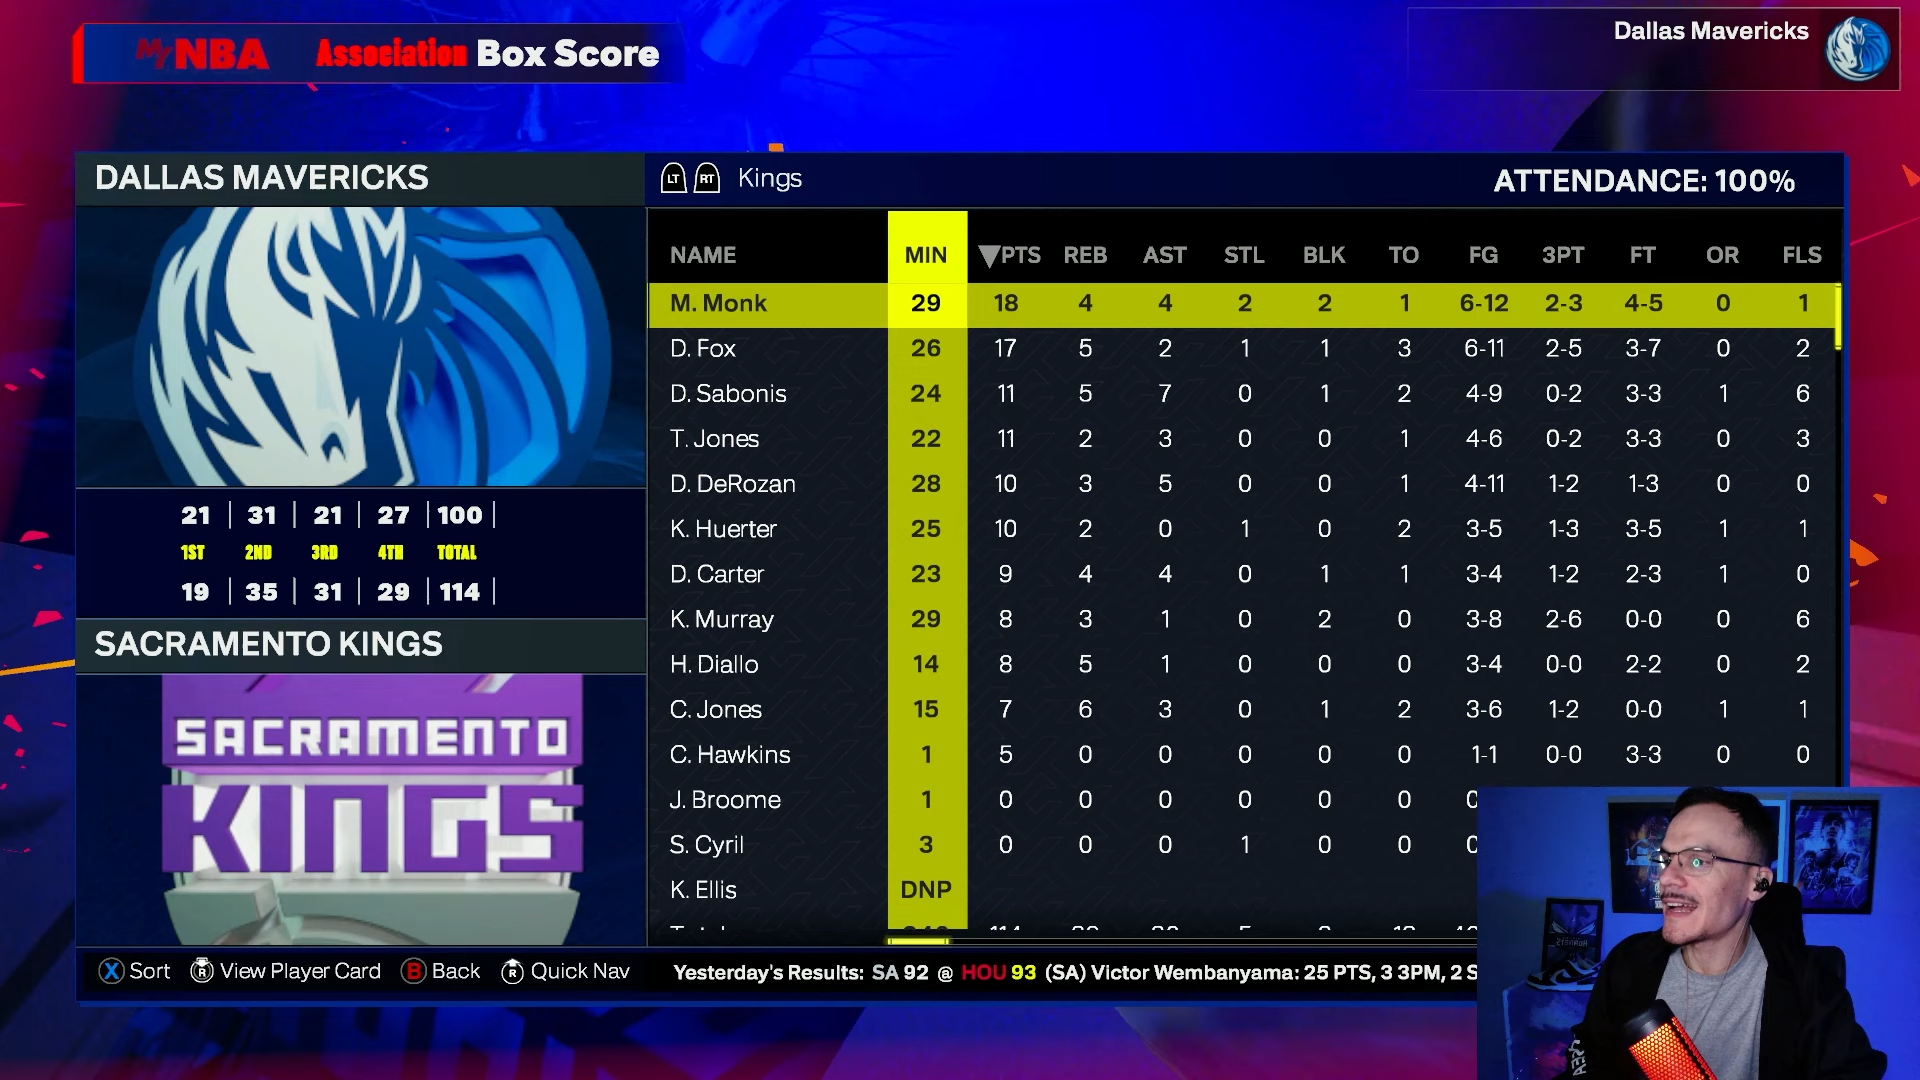 MyNBA Association Box Score
Dallas Mavericks
DALLAS MAVERICKS
21 31 21 27 100
1ST 2ND 3RD 4TH TOTAL
19 35 31 29 114
SACRAMENTO KINGS
SACRAMENTO
KINGS
LT RT Kings ATTENDANCE: 100%
NAME MIN ▼PTS REB AST STL BLK TO FG 3PT FT OR FLS
M. Monk 29 18 4 4 2 2 1 6-12 2-3 4-5 0 1
D. Fox 26 17 5 2 1 1 3 6-11 2-5 3-7 0 2
D. Sabonis 24 11 5 7 0 1 2 4-9 0-2 3-3 1 6
T. Jones 22 11 2 3 0 0 1 4-6 0-2 3-3 0 3
D. DeRozan 28 10 3 5 0 0 1 4-11 1-2 1-3 0 0
K. Huerter 25 10 2 0 1 0 2 3-5 1-3 3-5 1 1
D. Carter 23 9 4 4 0 1 1 3-4 1-2 2-3 1 0
K. Murray 29 8 3 1 0 2 0 3-8 2-6 0-0 0 6
H. Diallo 14 8 5 1 0 0 0 3-4 0-0 2-2 0 2
C. Jones 15 7 6 3 0 1 2 3-6 1-2 0-0 1 1
C. Hawkins 1 5 0 0 0 0 0 1-1 0-0 3-3 0 0
J. Broome 1 0 0 0 0 0 0
S. Cyril 3 0 0 0 1 0 0
K. Ellis DNP
X Sort R View Player Card B Back R Quick Nav
Yesterday's Results: SA 92 @ HOU 93 (SA) Victor Wembanyama: 25 PTS, 3 3PM, 2 S